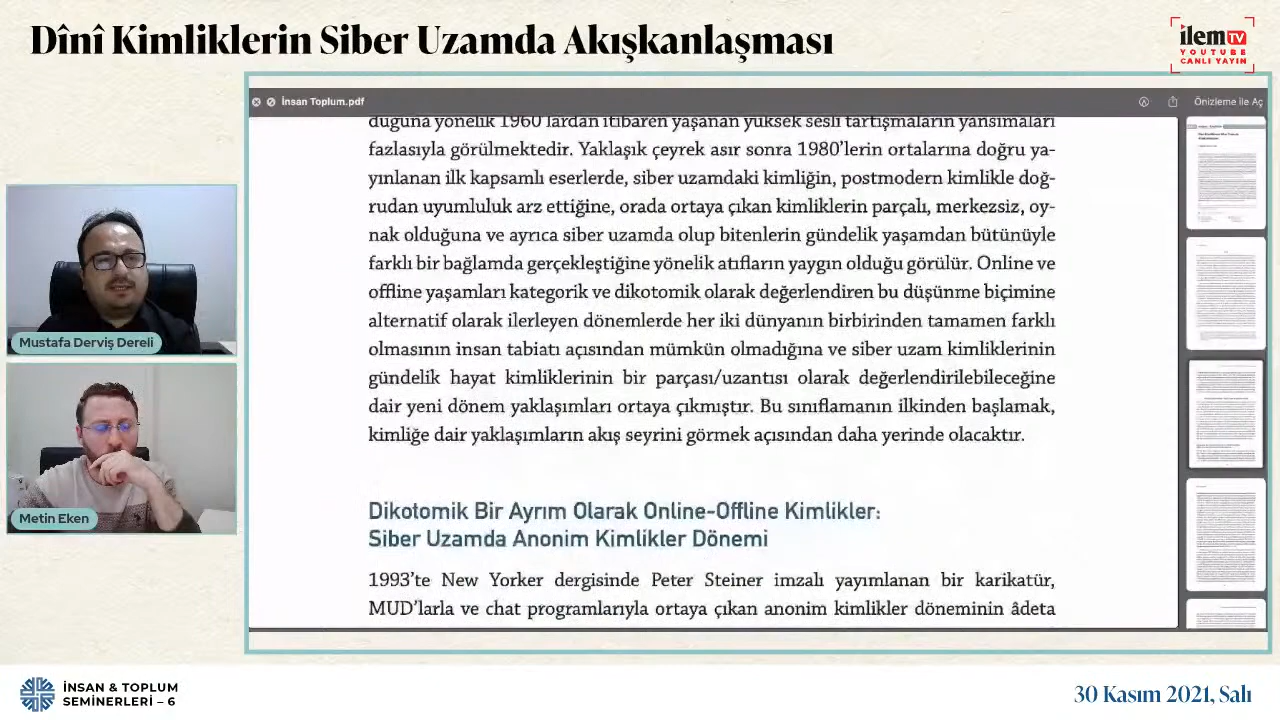 Dînî Kimliklerin Siber Uzamda Akışkanlaşması
ilem TV
YOUTUBE
CANLI YAYIN
İnsan Toplum.pdf
Önizleme ile Aç
duğuna yönelik 1960'lardan itibaren yaşanan yüksek sesli tartışmaların yansımaları
fazlasıyla görülmektedir. Yaklaşık çeyrek asır sonra 1980'lerin ortalarına doğru ya-
yınlanan ilk kapsamlı eserlerde, siber uzamdaki kimliğin, postmodern kimlikle doğ-
rudan uyumluluk arz ettiğine, orada ortaya çıkan kimliklerin parçalı, merkezsiz, oy-
nak olduğuna ve ayrıca siber uzamda olup bitenlerin gündelik yaşamdan bütünüyle
farklı bir bağlamda gerçekleştiğine yönelik atıfların yaygın olduğu görülür. Online ve
offline yaşamları kategorik ve dikotomik olarak değerlendiren bu düşünce biçimine
alternatif olarak ilerleyen dönemlerde her iki dünyanın birbirinden tamamen farklı
olmasının insan tabiatı açısından mümkün olmadığına ve siber uzam kimliklerinin
gündelik hayat kimliklerinin bir parçası/uzantısı olarak değerlendirilebileceğine
dair yeni dönem yaklaşımlar ortaya çıkmıştır. Bu anlamda ilkinden başlamak,
kimliğe dair yaklaşımların akış seyrini görmek açısından daha yerinde olacaktır.
Dikotomik Bir Ayrım Olarak Online-Offline Kimlikler:
Siber Uzamda Anonim Kimlikler Dönemi
1993'te New Yorker dergisinde Peter Steiner imzalı yayımlanan bir karikatür,
MUD'larla ve chat programlarıyla ortaya çıkan anonim kimlikler döneminin âdeta
Mustafa Derviş Dereli
Metin Eken
İNSAN & TOPLUM
SEMİNERLERİ – 6
30 Kasım 2021, Salı